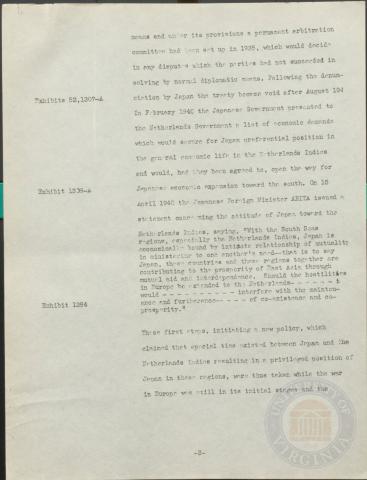 means and under its provisions a permanent arbitration
committee had been set up in 1935, which would decide
in any disputes which the parties had not succeeded in
solving by normal diplomatic means. Following the denun-
Exhibits 52,1307-A
ciation by Japan the treaty became void after August 194
In February 1940 the Japanese Government presented to
the Netherlands Government a list of economic demands
which would secure for Japan preferential position in
the general economic life in the Netherlands Indies
and would, had they been agreed to, open the way for
Exhibit 1309-A
Japanese economic expansion toward the south. On 15
April 1940 the Japanese Foreign Minister ARITA issued a
statement concerning the attitude of Japan toward the
Netherlands Indies, saying, "With the South Seas
regions, especially the Netherlands Indies, Japan is
economically bound by intimate relationship of mutuality
in ministering to one another's needs—that is to say
Japan, these countries and these regions together are
contributing to the prosperity of East Asia through
mutual aid and interdependence. Should the hostilities
in Europe be extended to the Netherlands- - - - - - - -
would - - - - - - - - - - interfere with the mainten-
Exhibit 1284
ance and furtherance- - - - - of co-existence and co-
prosperity."
These first steps, initiating a new policy, which
claimed that special ties existed between Japan and the
Netherlands Indies resulting in a privileged position of
Japan in these regions, were thus taken while the war
in Europe was still in its initial stages and the
-2-
UNIVERSITY OF
VIRGINIA